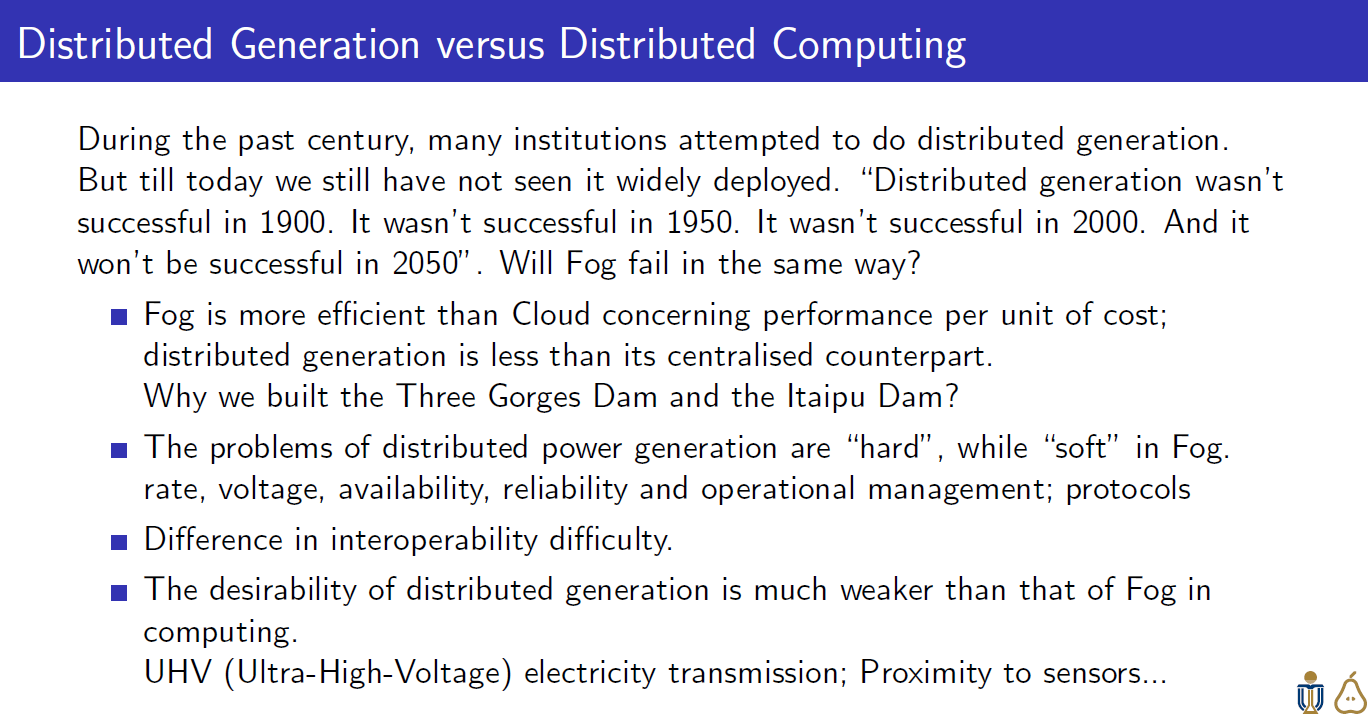 Distributed Generation versus Distributed Computing
During the past century, many institutions attempted to do distributed generation.
But till today we still have not seen it widely deployed. “Distributed generation wasn’t
successful in 1900. It wasn’t successful in 1950. It wasn’t successful in 2000. And it
won’t be successful in 2050”. Will Fog fail in the same way?
Fog is more efficient than Cloud concerning performance per unit of cost;
distributed generation is less than its centralised counterpart.
Why we built the Three Gorges Dam and the Itaipu Dam?
The problems of distributed power generation are “hard”, while “soft” in Fog.
rate, voltage, availability, reliability and operational management; protocols
Difference in interoperability difficulty.
The desirability of distributed generation is much weaker than that of Fog in
computing.
UHV (Ultra-High-Voltage) electricity transmission; Proximity to sensors...